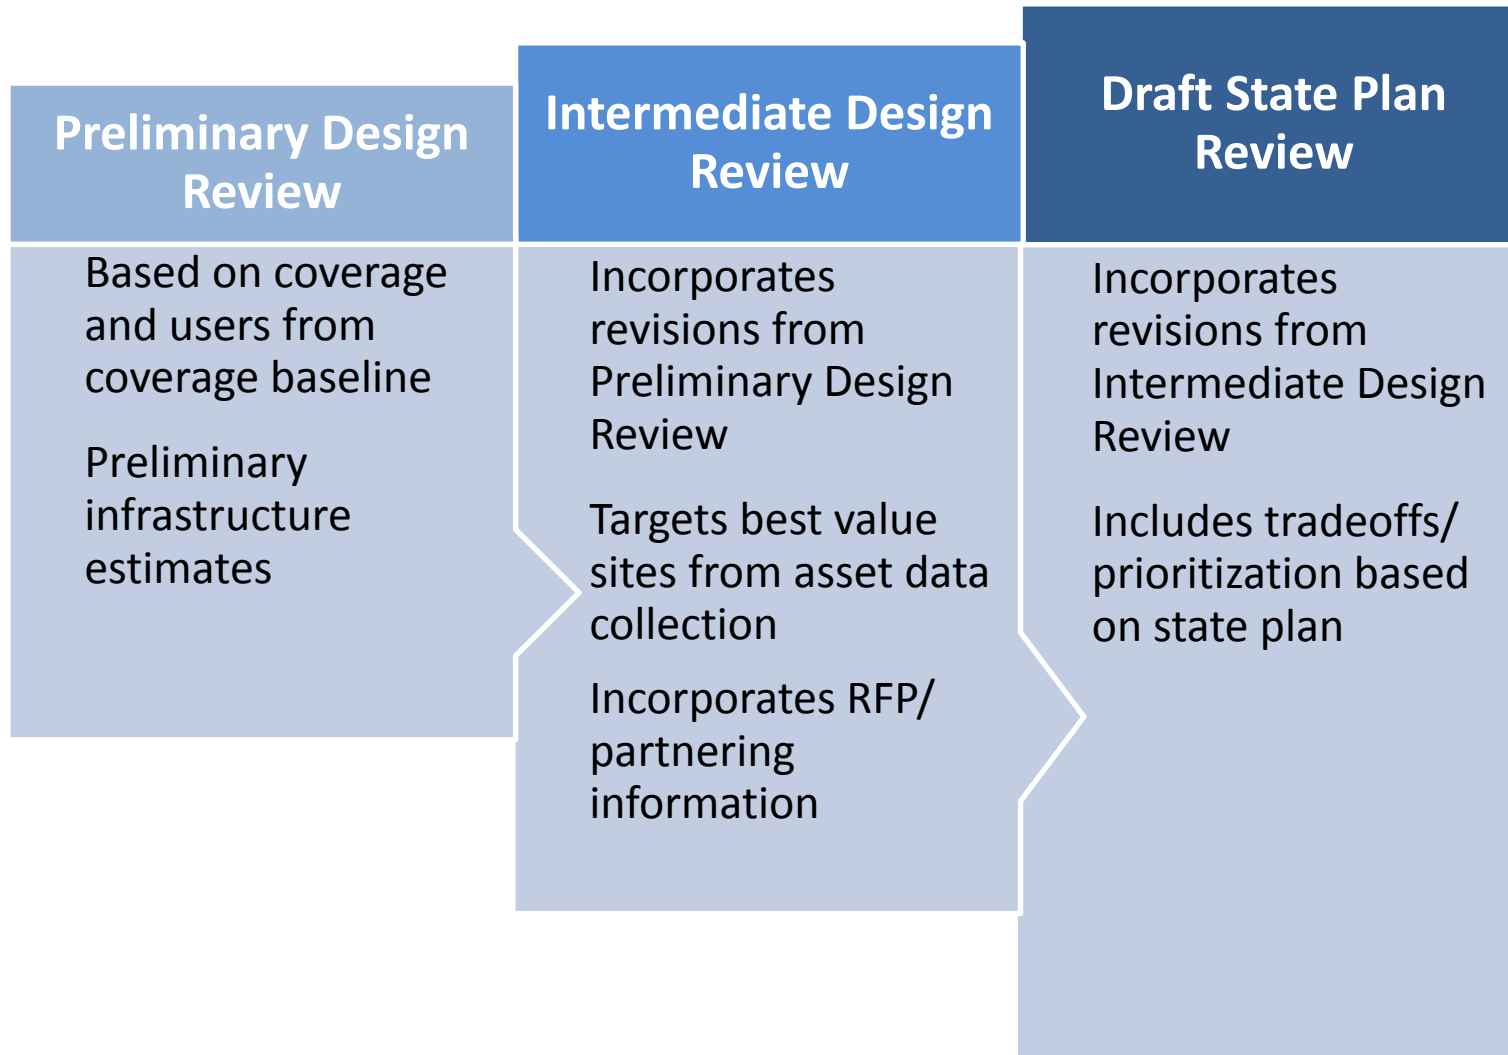 Preliminary Design
Review
Based on coverage
and users from
coverage baseline
Preliminary
infrastructure
estimates
Intermediate Design
Review
Incorporates
revisions from
Preliminary Design
Review
Targets best value
sites from asset data
collection
Incorporates RFP/
partnering
information
Draft State Plan
Review
Incorporates
revisions from
Intermediate Design
Review
Includes tradeoffs/
prioritization based
on state plan